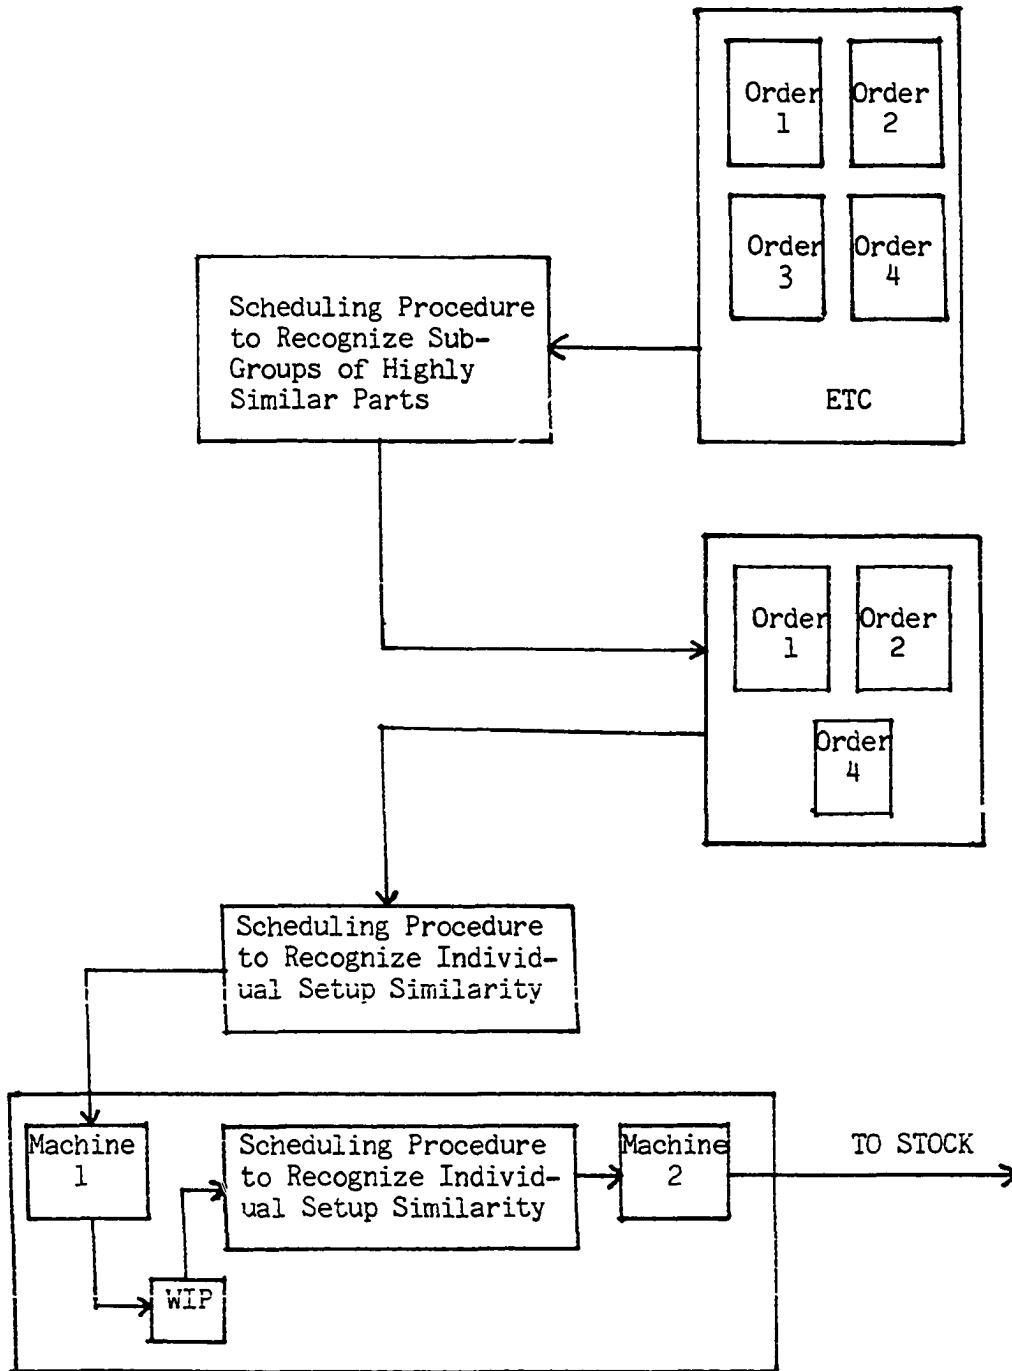 Order
1
Order
2
Order
3
Order
4
ETC
Scheduling Procedure
to Recognize Sub-
Groups of Highly
Similar Parts
Order
1
Order
2
Order
4
Scheduling Procedure
to Recognize Individ-
ual Setup Similarity
Machine
1
WIP
Scheduling Procedure
to Recognize Individ-
ual Setup Similarity
Machine
2
TO STOCK